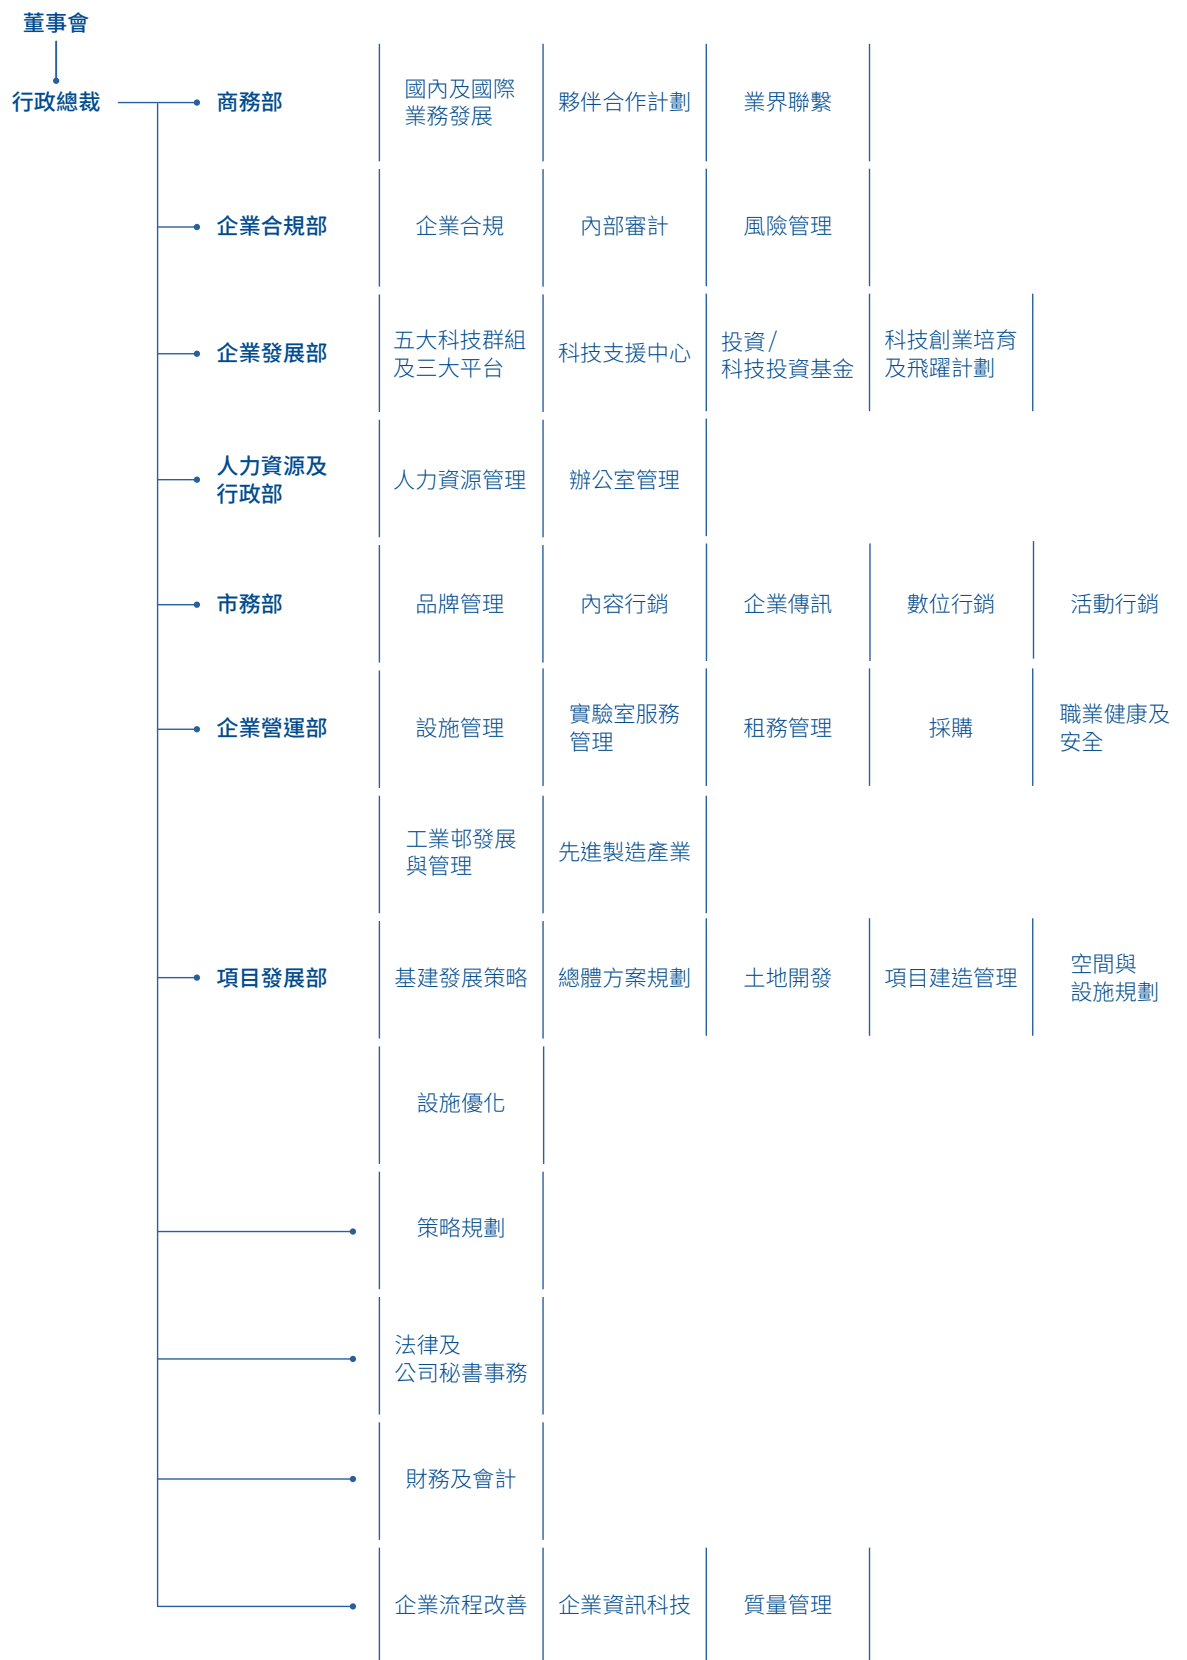 董事會
行政總裁
商務部
國內及國際
業務發展
夥伴合作計劃
業界聯繫
企業合規部
企業合規
內部審計
風險管理
企業發展部
五大科技群組
及三大平台
科技支援中心
投資/
科技投資基金
科技創業培育
及飛躍計劃
人力資源及
行政部
人力資源管理
辦公室管理
市務部
品牌管理
內容行銷
企業傳訊
數位行銷
活動行銷
企業營運部
設施管理
實驗室服務
管理
租務管理
採購
職業健康及
安全
工業邨發展
與管理
先進製造產業
項目發展部
基建發展策略
總體方案規劃
土地開發
項目建造管理
空間與
設施規劃
設施優化
策略規劃
法律及
公司秘書事務
財務及會計
企業流程改善
企業資訊科技
質量管理